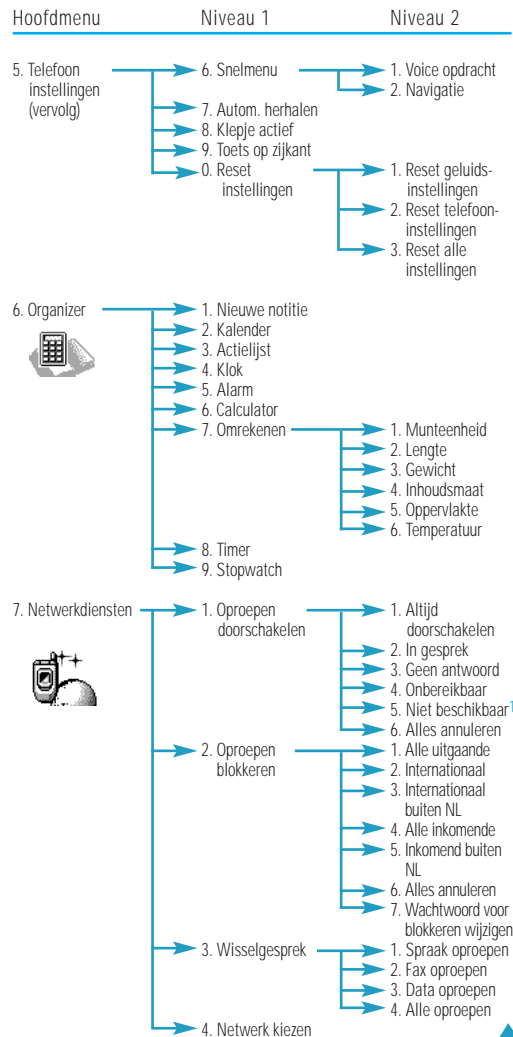 Hoofdmenu Niveau 1 Niveau 2
5. Telefoon instellingen (vervolg)
6. Snelmenu
1. Voice opdracht
2. Navigatie
7. Autom. herhalen
8. Klepje actief
9. Toets op zijkant
0. Reset
instellingen
1. Reset geluids-
instellingen
2. Reset telefoon-
instellingen
3. Reset alle
instellingen
6. Organizer
1. Nieuwe notitie
2. Kalender
3. Actielijst
4. Klok
5. Alarm
6. Calculator
7. Omrekenen
1. Munteenheid
2. Lengte
3. Gewicht
4. Inhoudsmaat
5. Oppervlakte
6. Temperatuur
8. Timer
9. Stopwatch
7. Netwerkdiensten
1. Oproepen
doorschakelen
1. Altijd
doorschakelen
2. In gesprek
3. Geen antwoord
4. Onbereikbaar
5. Niet beschikbaar1
6. Alles annuleren
2. Oproepen
blokkeren
1. Alle uitgaande
2. Internationaal
3. Internationaal
buiten NL
4. Alle inkomende
5. Inkomend buiten
NL
6. Alles annuleren
7. Wachtwoord voor
blokkeren wijzigen
3. Wisselgesprek
1. Spraak oproepen
2. Fax oproepen
3. Data oproepen
4. Alle oproepen
4. Netwerk kiezen